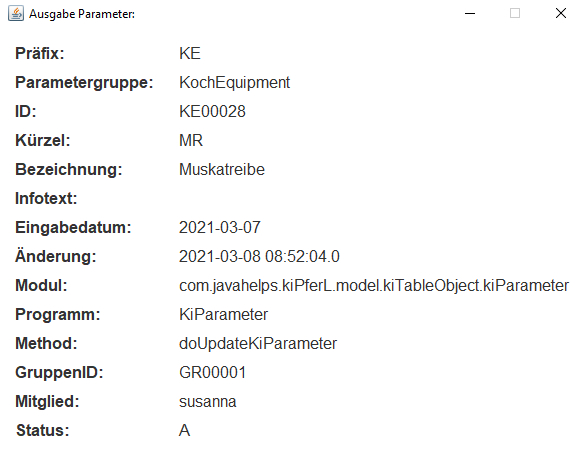 Ausgabe Parameter:
Präfix: KE
Parametergruppe: KochEquipment
ID: KE00028
Kürzel: MR
Bezeichnung: Muskatreibe
Infotext:
Eingabedatum: 2021-03-07
Änderung: 2021-03-08 08:52:04.0
Modul: com.javahelps.kiPferL.model.kiTableObject.kiParameter
Programm: KiParameter
Method: doUpdateKiParameter
GruppenID: GR00001
Mitglied: susanna
Status: A